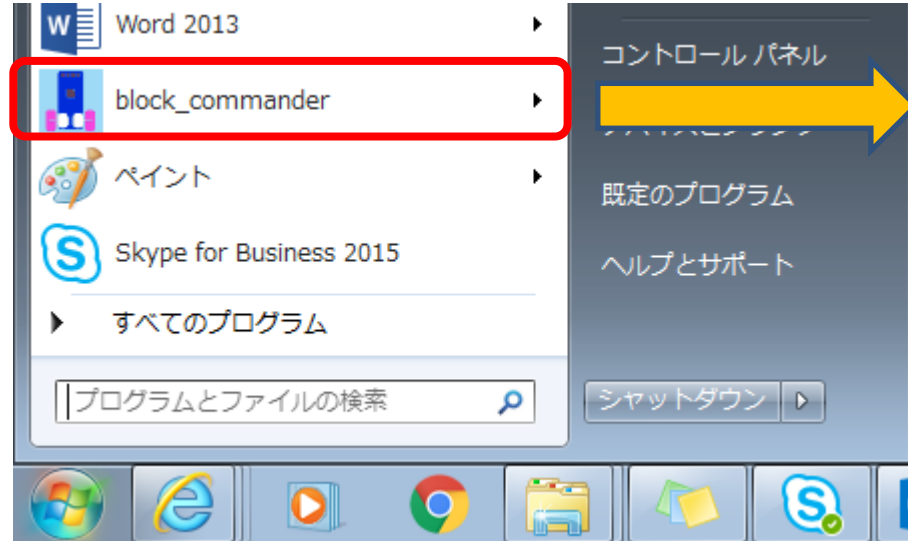 Word 2013
block_commander
ペイント
Skype for Business 2015
すべてのプログラム
プログラムとファイルの検索
コントロール パネル
既定のプログラム
ヘルプとサポート
シャットダウン